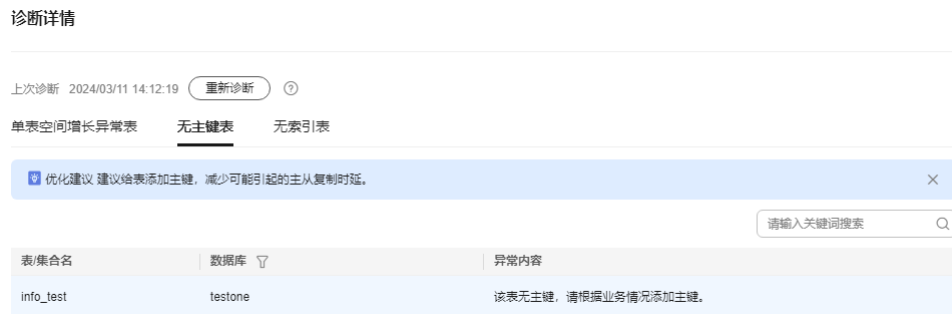 诊断详情
上次诊断 2024/03/11 14:12:19 重新诊断 ?
单表空间增长异常表 无主键表 无索引表
优化建议 建议给表添加主键，减少可能引起的主从复制时延。
请输入关键词搜索
表/集合名 数据库 异常内容
info_test testone 该表无主键，请根据业务情况添加主键。